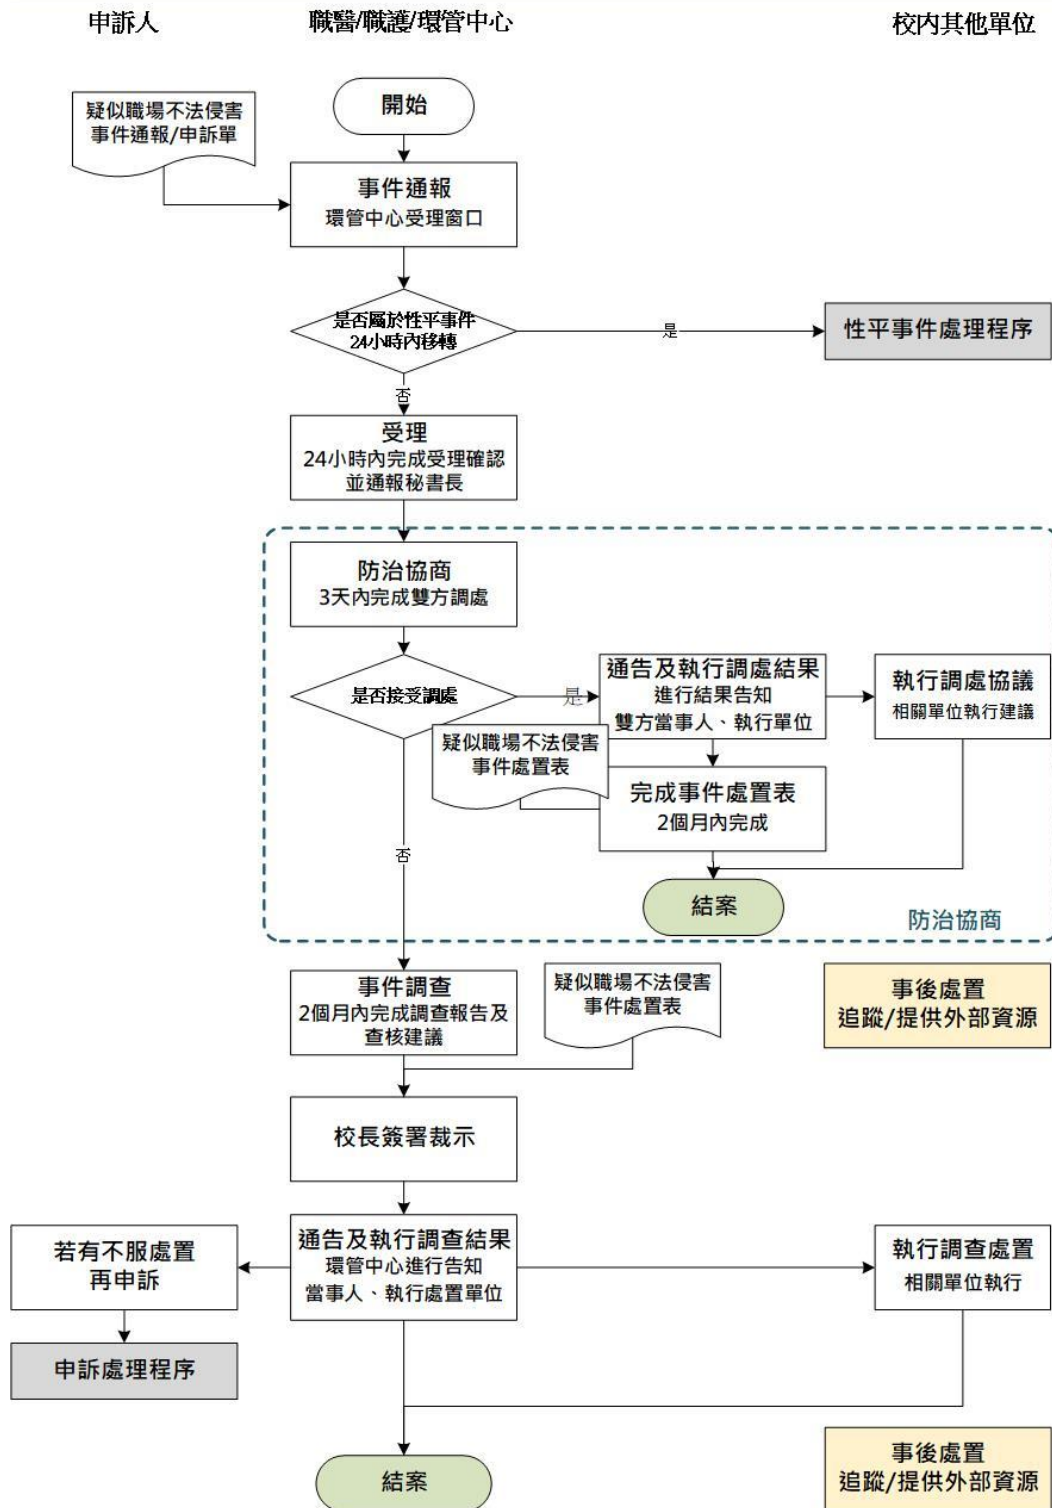 申訴人
職醫/職護/環管中心
校內其他單位
開始
疑似職場不法侵害
事件通報/申訴單
事件通報
環管中心受理窗口
是否屬於性平事件
24小時內移轉
是
性平事件處理程序
否
受理
24小時內完成受理確認
並通報秘書長
防治協商
3天內完成雙方調處
是否接受調處
是
通告及執行調處結果
進行結果告知
雙方當事人、執行單位
執行調處協議
相關單位執行建議
疑似職場不法侵害
事件處置表
完成事件處置表
2個月內完成
否
結案
防治協商
事件調查
2個月內完成調查報告及
查核建議
疑似職場不法侵害
事件處置表
事後處置
追蹤/提供外部資源
校長簽署裁示
若有不服處置
再申訴
通告及執行調查結果
環管中心進行告知
當事人、執行處置單位
執行調查處置
相關單位執行
申訴處理程序
結案
事後處置
追蹤/提供外部資源